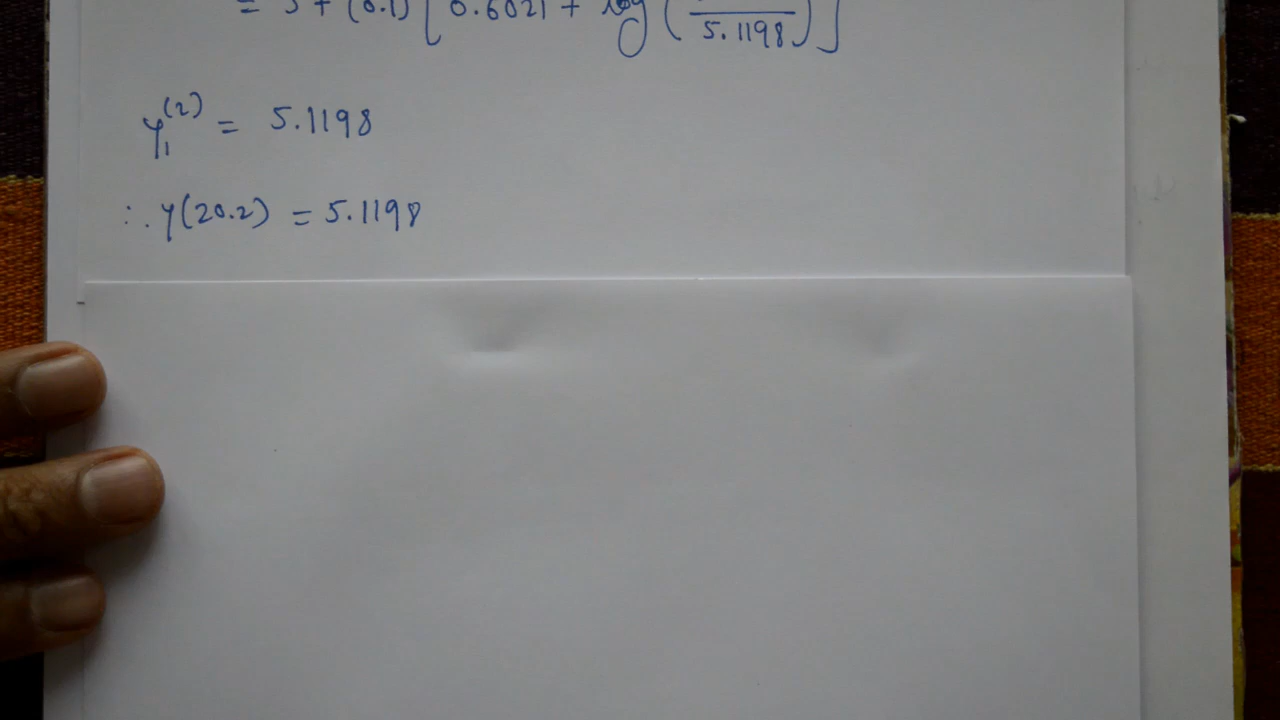 = 5 + (0.1) [ 0.6021 + log ( / 5.1198 ) ]
y₁⁽²⁾ = 5.1198
∴ y(20.2) = 5.1198